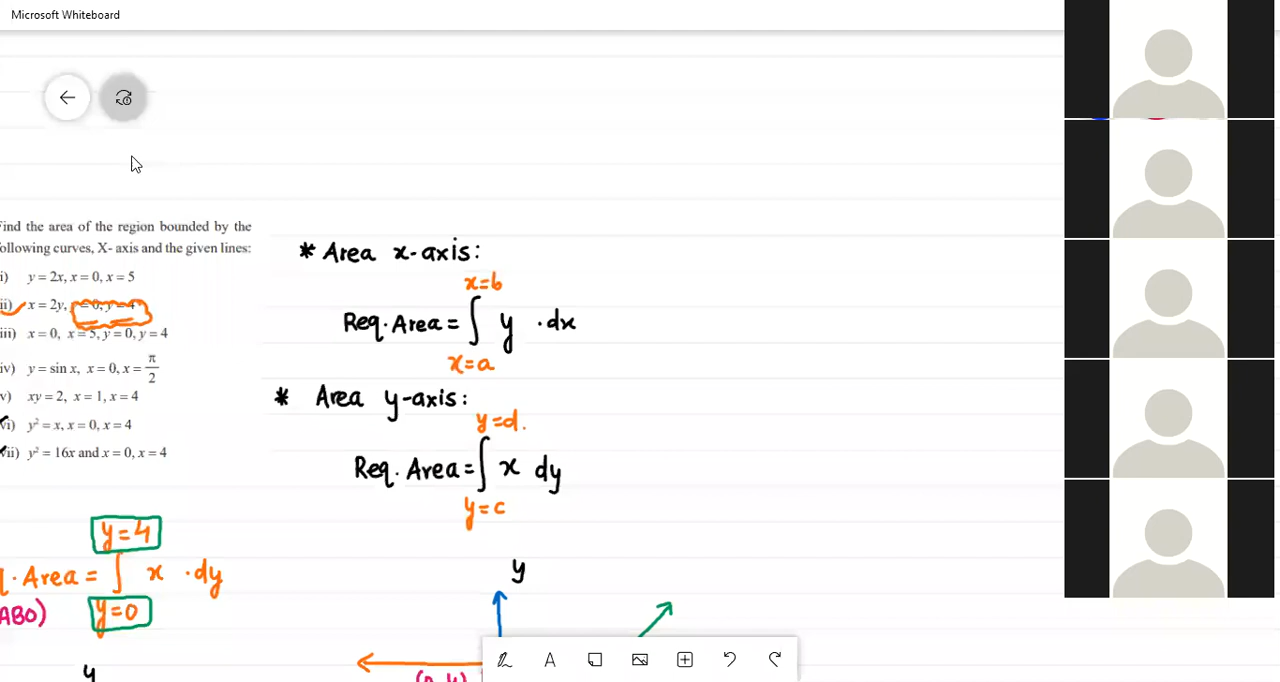 Microsoft Whiteboard
Find the area of the region bounded by the
following curves, X- axis and the given lines:
i) y = 2x, x = 0, x = 5
ii) x = 2y, y = 0, y = 4
iii) x = 0, x = 5, y = 0, y = 4
iv) y = sin x, x = 0, x = π/2
v) xy = 2, x = 1, x = 4
vi) y² = x, x = 0, x = 4
vii) y² = 16x and x = 0, x = 4
* Area x-axis:
x=b
Req. Area = ∫ y .dx
x=a
* Area y-axis:
y=d.
Req. Area = ∫ x dy
y=c
y=4
q. Area = ∫ x .dy
y=0
ABO)
y
y